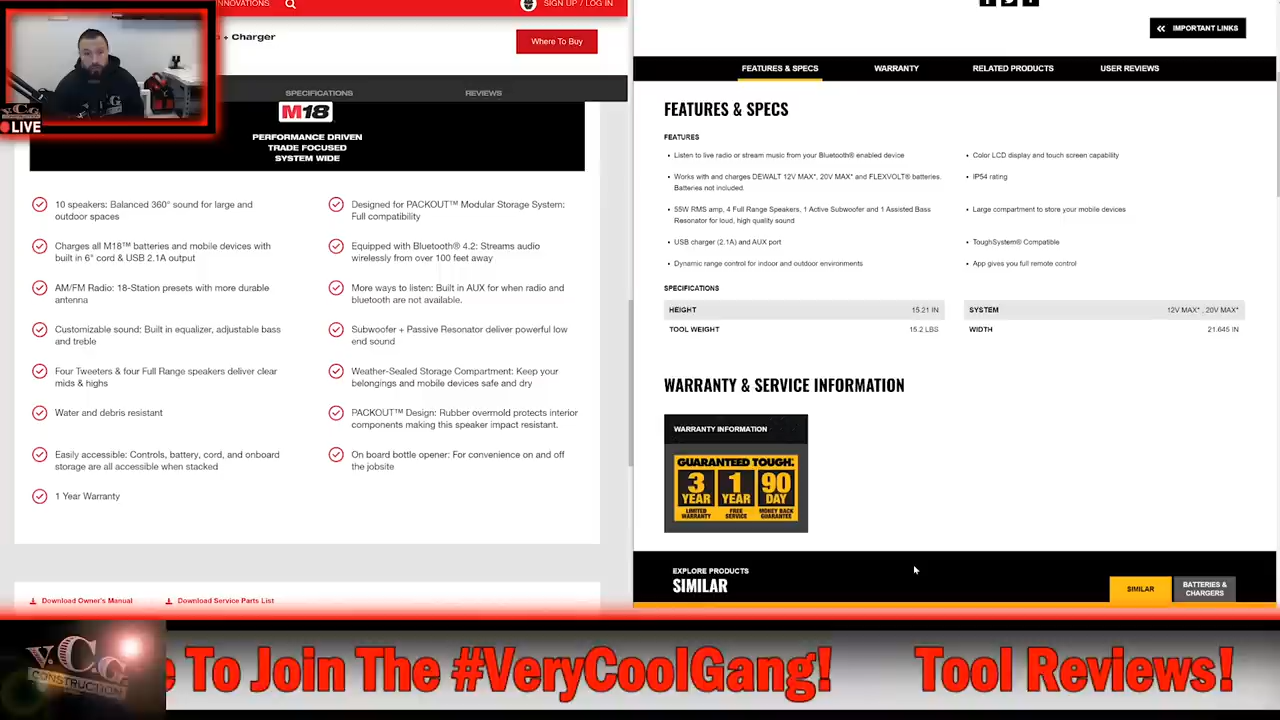 INNOVATIONS
SIGN UP / LOG IN
+ Charger
Where To Buy
SPECIFICATIONS
REVIEWS
M18
PERFORMANCE DRIVEN
TRADE FOCUSED
SYSTEM WIDE
V.C.G
LIVE
10 speakers: Balanced 360° sound for large and
outdoor spaces
Charges all M18™ batteries and mobile devices with
built in 6° cord & USB 2.1A output
AM/FM Radio: 18-Station presets with more durable
antenna
Customizable sound: Built in equalizer, adjustable bass
and treble
Four Tweeters & four Full Range speakers deliver clear
mids & highs
Water and debris resistant
Easily accessible: Controls, battery, cord, and onboard
storage are all accessible when stacked
1 Year Warranty
Designed for PACKOUT™ Modular Storage System:
Full compatibility
Equipped with Bluetooth® 4.2: Streams audio
wirelessly from over 100 feet away
More ways to listen: Built in AUX for when radio and
bluetooth are not available.
Subwoofer + Passive Resonator deliver powerful low
end sound
Weather-Sealed Storage Compartment: Keep your
belongings and mobile devices safe and dry
PACKOUT™ Design: Rubber overmold protects interior
components making this speaker impact resistant.
On board bottle opener: For convenience on and off
the jobsite
Download Owner's Manual
Download Service Parts List
IMPORTANT LINKS
FEATURES & SPECS
WARRANTY
RELATED PRODUCTS
USER REVIEWS
FEATURES & SPECS
FEATURES
Listen to live radio or stream music from your Bluetooth® enabled device
Works with and charges DEWALT 12V MAX*, 20V MAX* and FLEXVOLT® batteries.
Batteries not included.
55W RMS amp, 4 Full Range Speakers, 1 Active Subwoofer and 1 Assisted Bass
Resonator for loud, high quality sound
USB charger (2.1A) and AUX port
Dynamic range control for indoor and outdoor environments
Color LCD display and touch screen capability
IP54 rating
Large compartment to store your mobile devices
ToughSystem® Compatible
App gives you full remote control
SPECIFICATIONS
HEIGHT 15.21 IN
TOOL WEIGHT 15.2 LBS
SYSTEM 12V MAX* , 20V MAX*
WIDTH 21.645 IN
WARRANTY & SERVICE INFORMATION
WARRANTY INFORMATION
GUARANTEED TOUGH.
3 1 90
YEAR YEAR DAY
LIMITED WARRANTY FREE SERVICE MONEY BACK GUARANTEE
EXPLORE PRODUCTS
SIMILAR
SIMILAR
BATTERIES &
CHARGERS
V.C.G
CONSTRUCTION
e To Join The #VeryCoolGang! Tool Reviews!